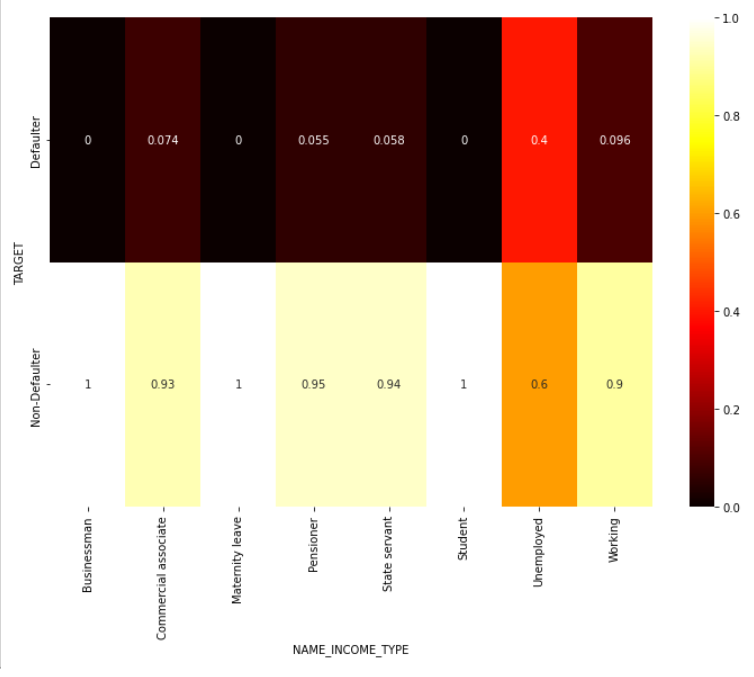 1.0
0.8
0.6
0.4
0.2
0.0
TARGET
Defaulter
0 0.074 0 0.055 0.058 0 0.4 0.096
Non-Defaulter
1 0.93 1 0.95 0.94 1 0.6 0.9
Businessman
Commercial associate
Maternity leave
Pensioner
State servant
Student
Unemployed
Working
NAME_INCOME_TYPE